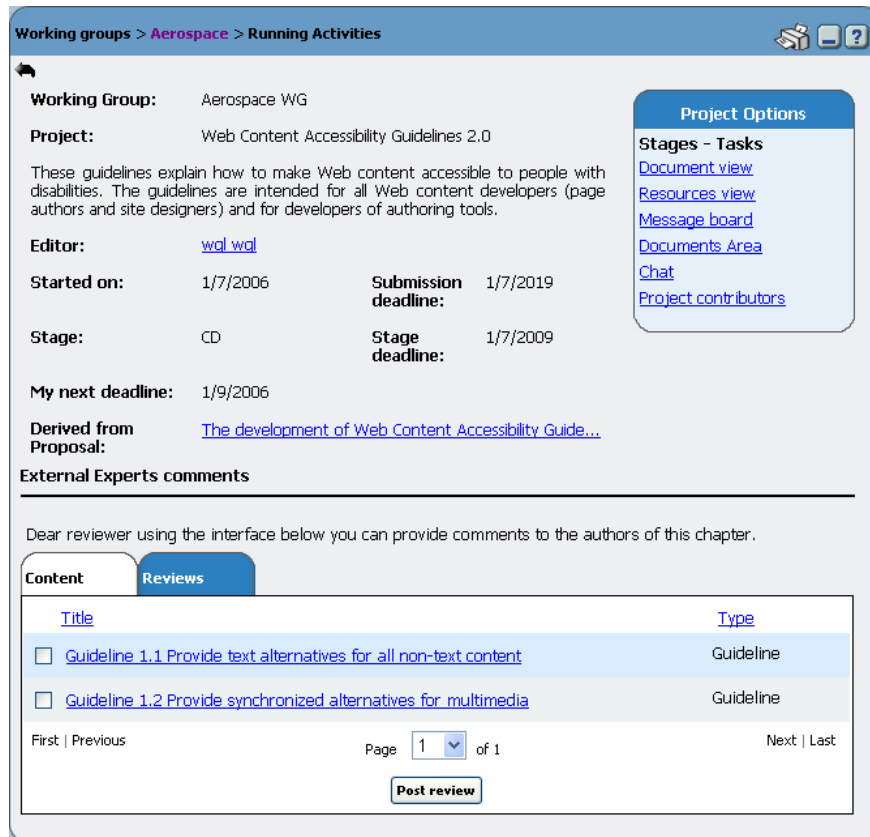 Working groups > Aerospace > Running Activities
?
Working Group: Aerospace WG
Project: Web Content Accessibility Guidelines 2.0
These guidelines explain how to make Web content accessible to people with
disabilities. The guidelines are intended for all Web content developers (page
authors and site designers) and for developers of authoring tools.
Editor: wgl wgl
Started on: 1/7/2006 Submission deadline: 1/7/2019
Stage: CD Stage deadline: 1/7/2009
My next deadline: 1/9/2006
Derived from Proposal: The development of Web Content Accessibility Guide...
Project Options
Stages - Tasks
Document view
Resources view
Message board
Documents Area
Chat
Project contributors
External Experts comments
Dear reviewer using the interface below you can provide comments to the authors of this chapter.
Content Reviews
Title Type
Guideline 1.1 Provide text alternatives for all non-text content Guideline
Guideline 1.2 Provide synchronized alternatives for multimedia Guideline
First | Previous Page 1 of 1 Next | Last
Post review